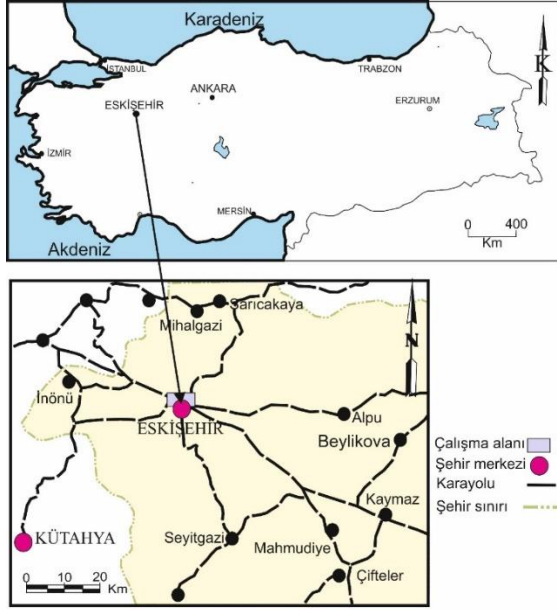 Karadeniz
K
İSTANBUL
TRABZON
ANKARA
ESKİŞEHİR
ERZURUM
İZMİR
MERSİN
0 400
Km
Akdeniz
Sarıcakaya
Mihalgazi
N
İnönü
ESKİŞEHİR
Alpu
Beylikova
Çalışma alanı
Şehir merkezi
Karayolu
Şehir sınırı
Kaymaz
Seyitgazi
KÜTAHYA
Mahmudiye
Çifteler
0 10 20
Km